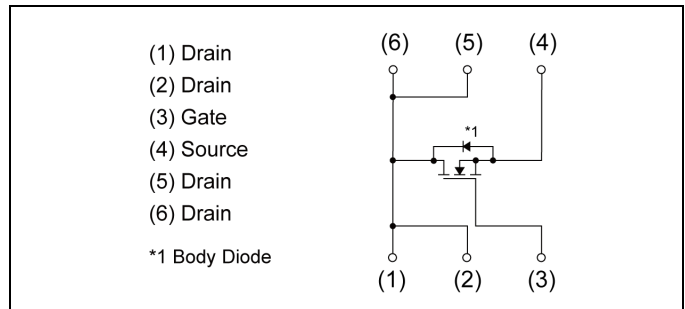 (1) Drain
(2) Drain
(3) Gate
(4) Source
(5) Drain
(6) Drain
*1 Body Diode
(6) (5) (4)
*1
(1) (2) (3)